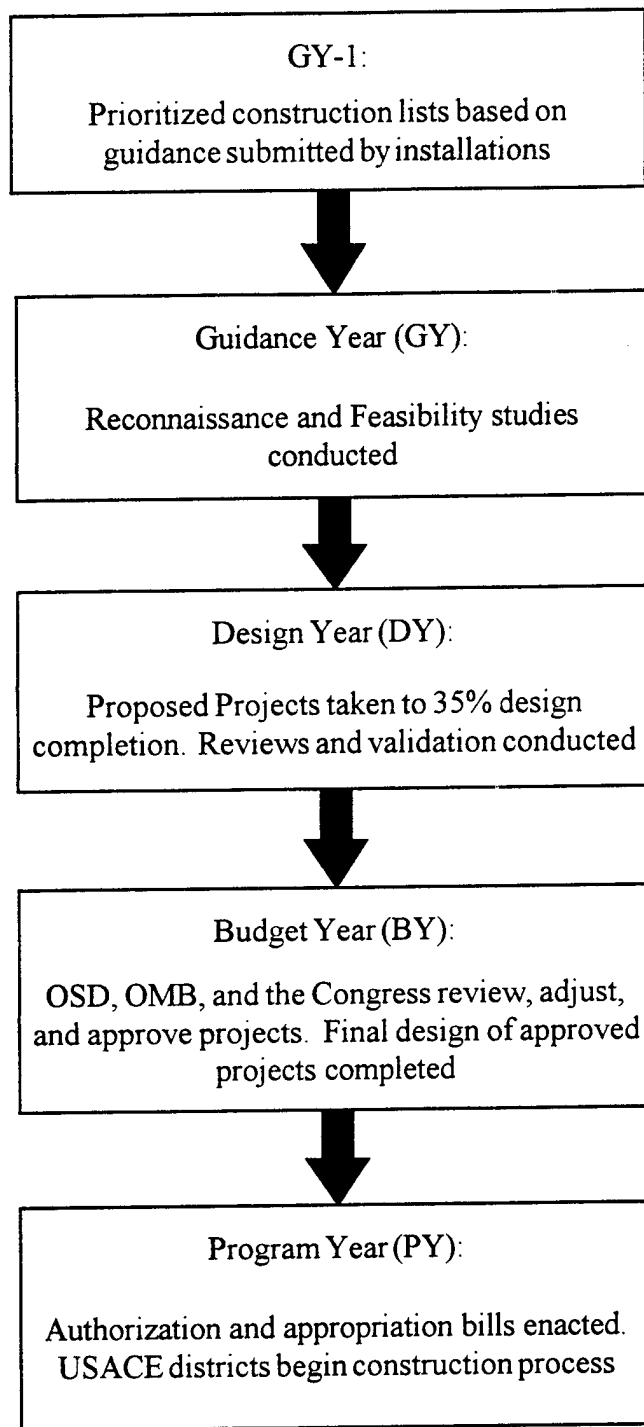 GY-1:
Prioritized construction lists based on
guidance submitted by installations
Guidance Year (GY):
Reconnaissance and Feasibility studies
conducted
Design Year (DY):
Proposed Projects taken to 35% design
completion. Reviews and validation conducted
Budget Year (BY):
OSD, OMB, and the Congress review, adjust,
and approve projects. Final design of approved
projects completed
Program Year (PY):
Authorization and appropriation bills enacted.
USACE districts begin construction process